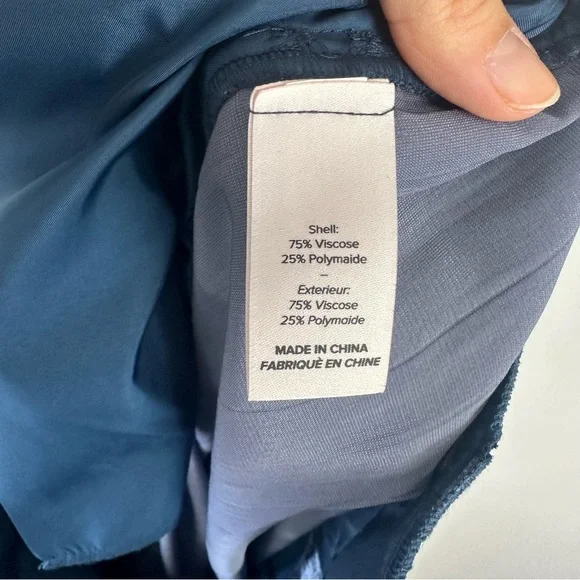 Shell:
75% Viscose
25% Polymaide
–
Exterieur:
75% Viscose
25% Polymaide
MADE IN CHINA
FABRIQUÈ EN CHINE